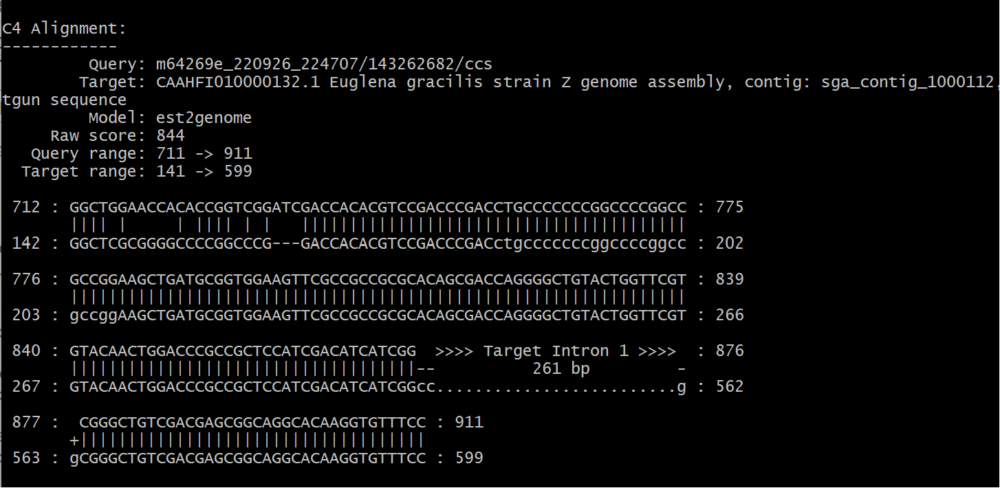 C4 Alignment:
------------
         Query: m64269e_220926_224707/143262682/ccs
        Target: CAAHFI010000132.1 Euglena gracilis strain Z genome assembly, contig: sga_contig_1000112,
tgun sequence
         Model: est2genome
     Raw score: 844
   Query range: 711 -> 911
  Target range: 141 -> 599

 712 : GGCTGGAACCACACCGGTCGGATCGACCACACGTCCGACCCGACCTGCCCCCCCGGCCCCGGCC : 775
       |||| |     | |||| | |   ||||||||||||||||||||||||||||||||||||||||
 142 : GGCTCGCGGGGCCCCGGCCCG---GACCACACGTCCGACCCGACCtgcccccccggccccggcc : 202

 776 : GCCGGAAGCTGATGCGGTGGAAGTTCGCCGCCGCGCACAGCGACCAGGGGCTGTACTGGTTCGT : 839
       ||||||||||||||||||||||||||||||||||||||||||||||||||||||||||||||||
 203 : gccggAAGCTGATGCGGTGGAAGTTCGCCGCCGCGCACAGCGACCAGGGGCTGTACTGGTTCGT : 266

 840 : GTACAACTGGACCCGCCGCTCCATCGACATCATCGG  >>>> Target Intron 1 >>>>  : 876
       ||||||||||||||||||||||||||||||||||||--          261 bp         -
 267 : GTACAACTGGACCCGCCGCTCCATCGACATCATCGGcc.........................g : 562

 877 :  CGGGCTGTCGACGAGCGGCAGGCACAAGGTGTTTCC : 911
       +||||||||||||||||||||||||||||||||||||
 563 : gCGGGCTGTCGACGAGCGGCAGGCACAAGGTGTTTCC : 599